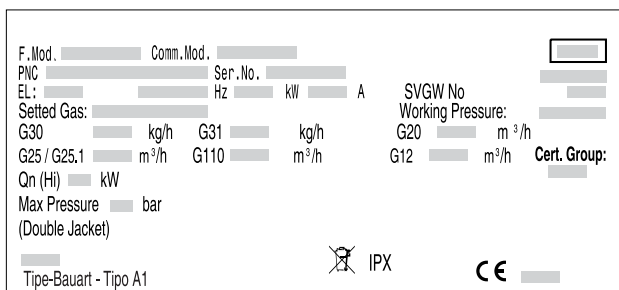 F.Mod. Comm.Mod.
PNC Ser.No.
EL: Hz kW A SVGW No
Setted Gas: Working Pressure:
G30 kg/h G31 kg/h G20 m³/h
G25 / G25.1 m³/h G110 m³/h G12 m³/h Cert. Group:
Qn (Hi) kW
Max Pressure bar
(Double Jacket)
IPX CE
Tipe-Bauart - Tipo A1